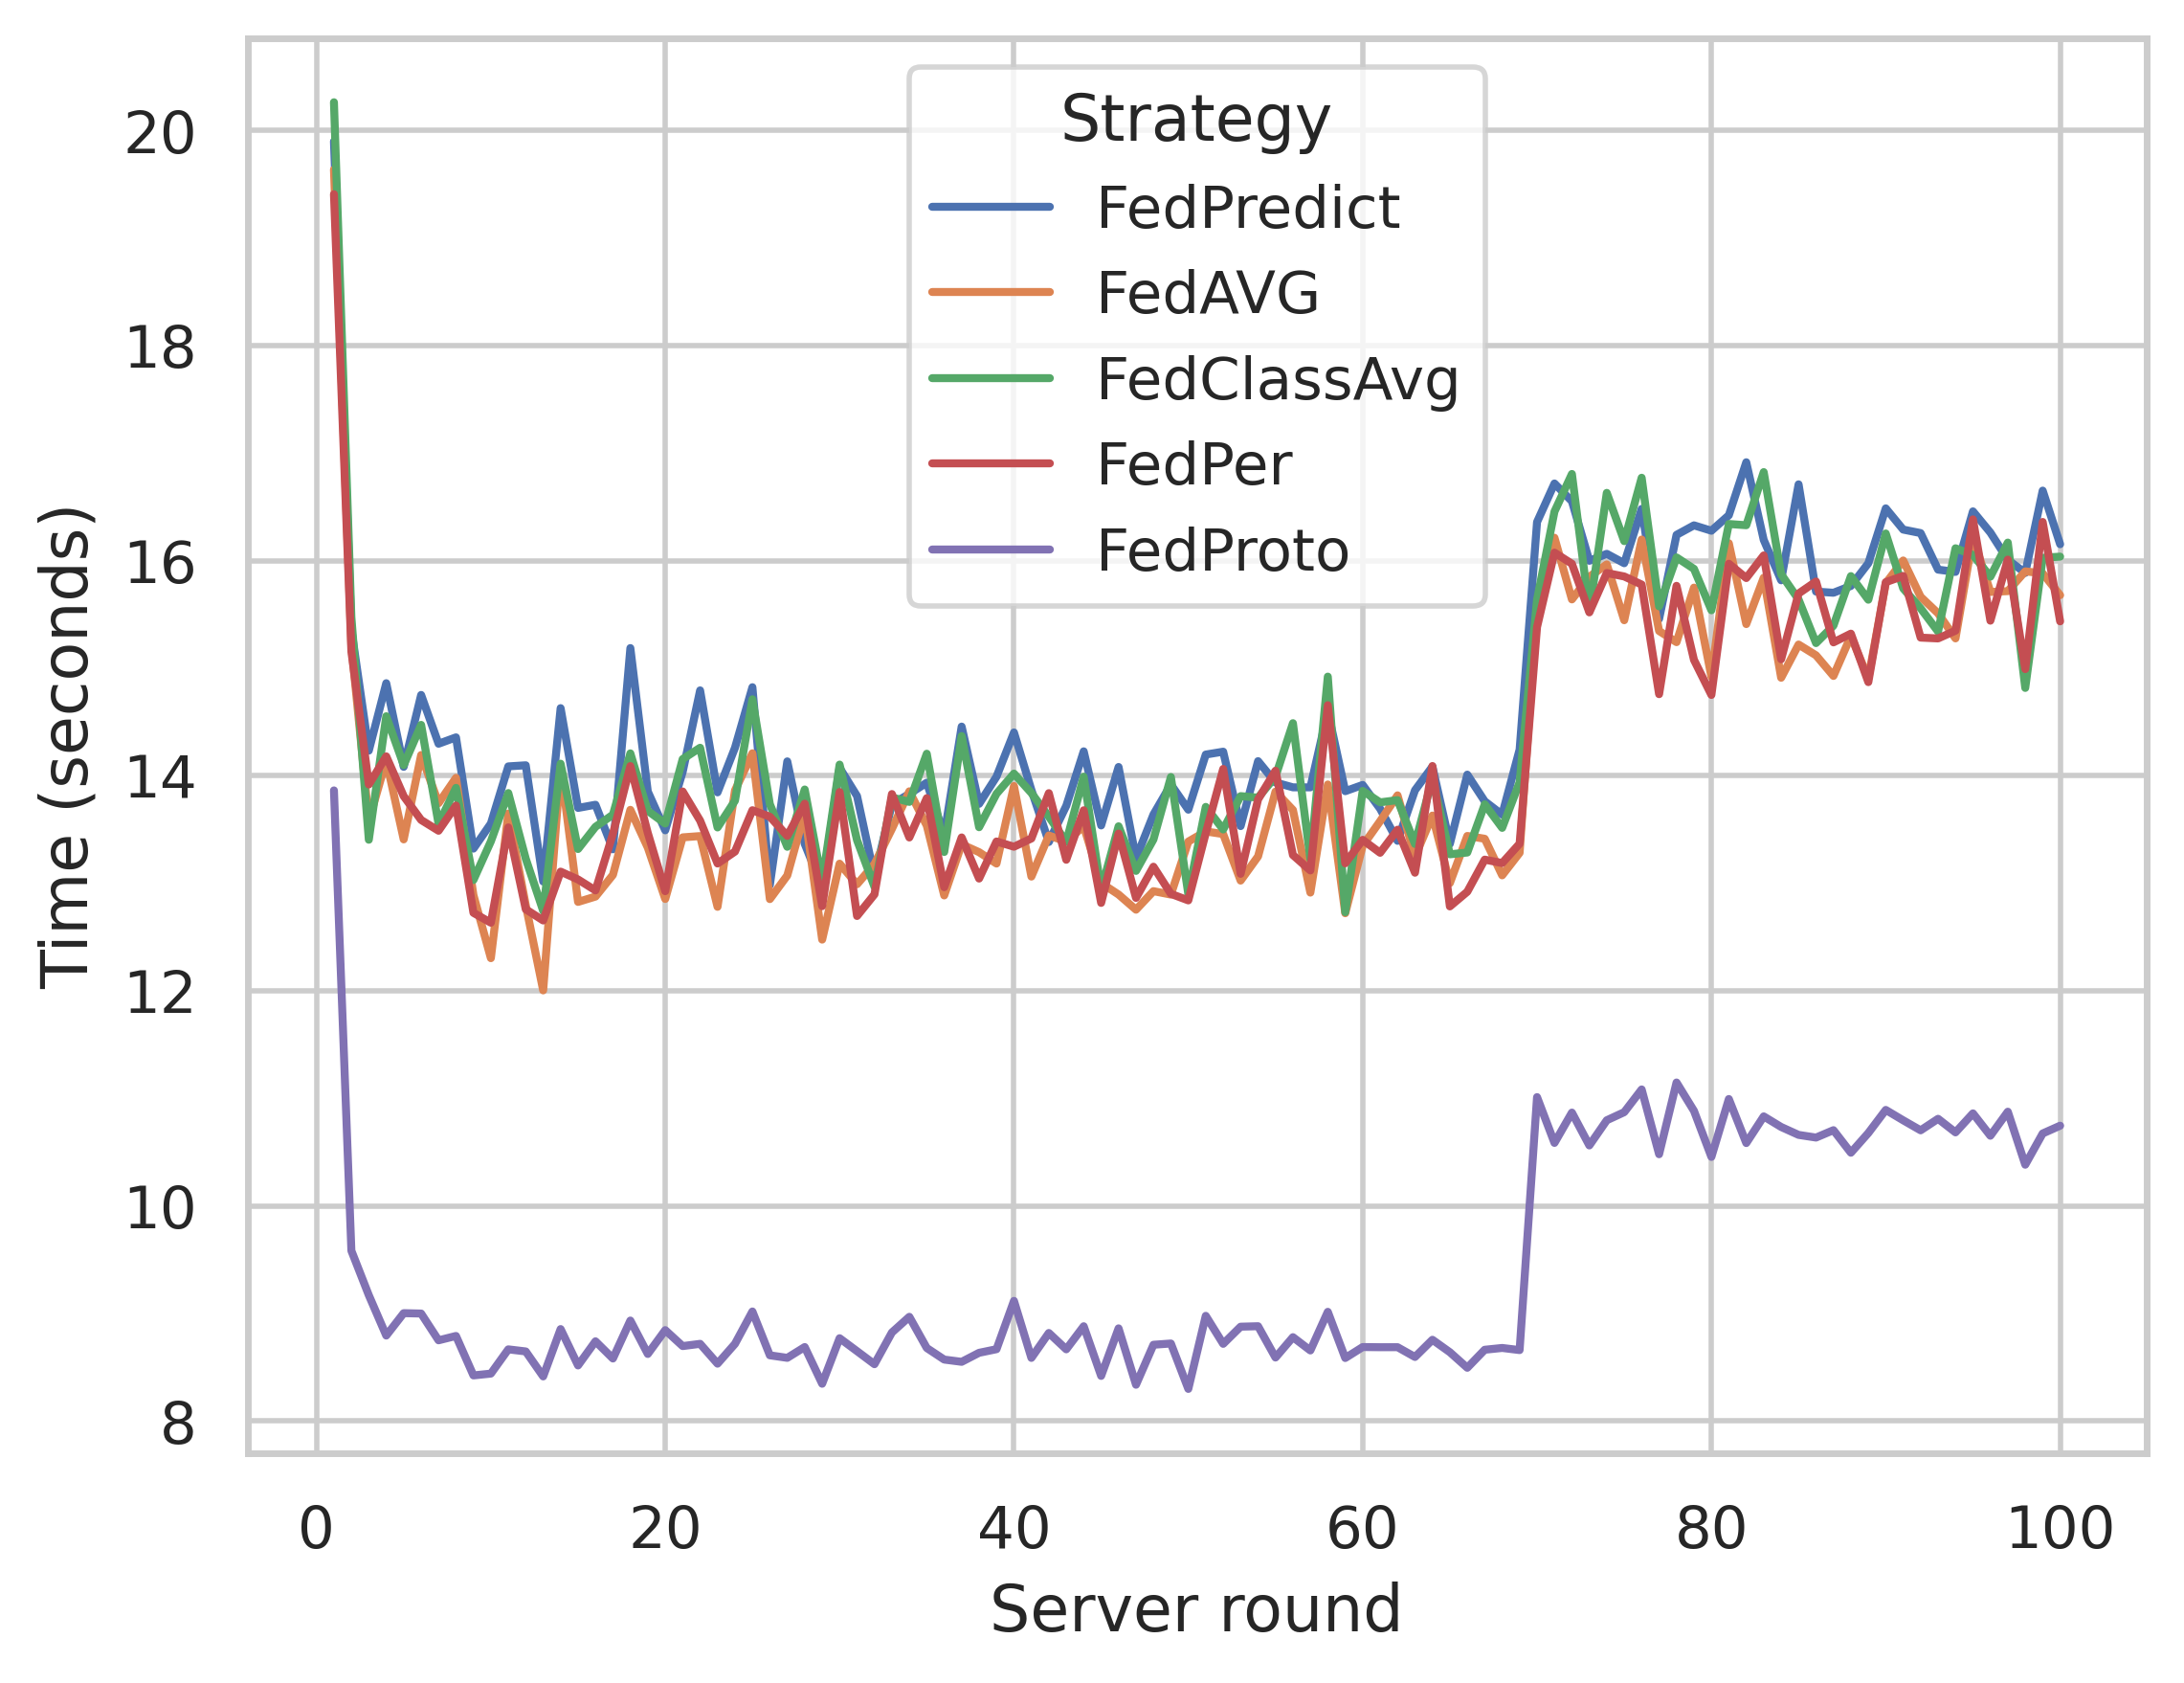 Strategy
FedPredict
FedAVG
FedClassAvg
FedPer
FedProto
Time (seconds)
20
18
16
14
12
10
8
0 20 40 60 80 100
Server round